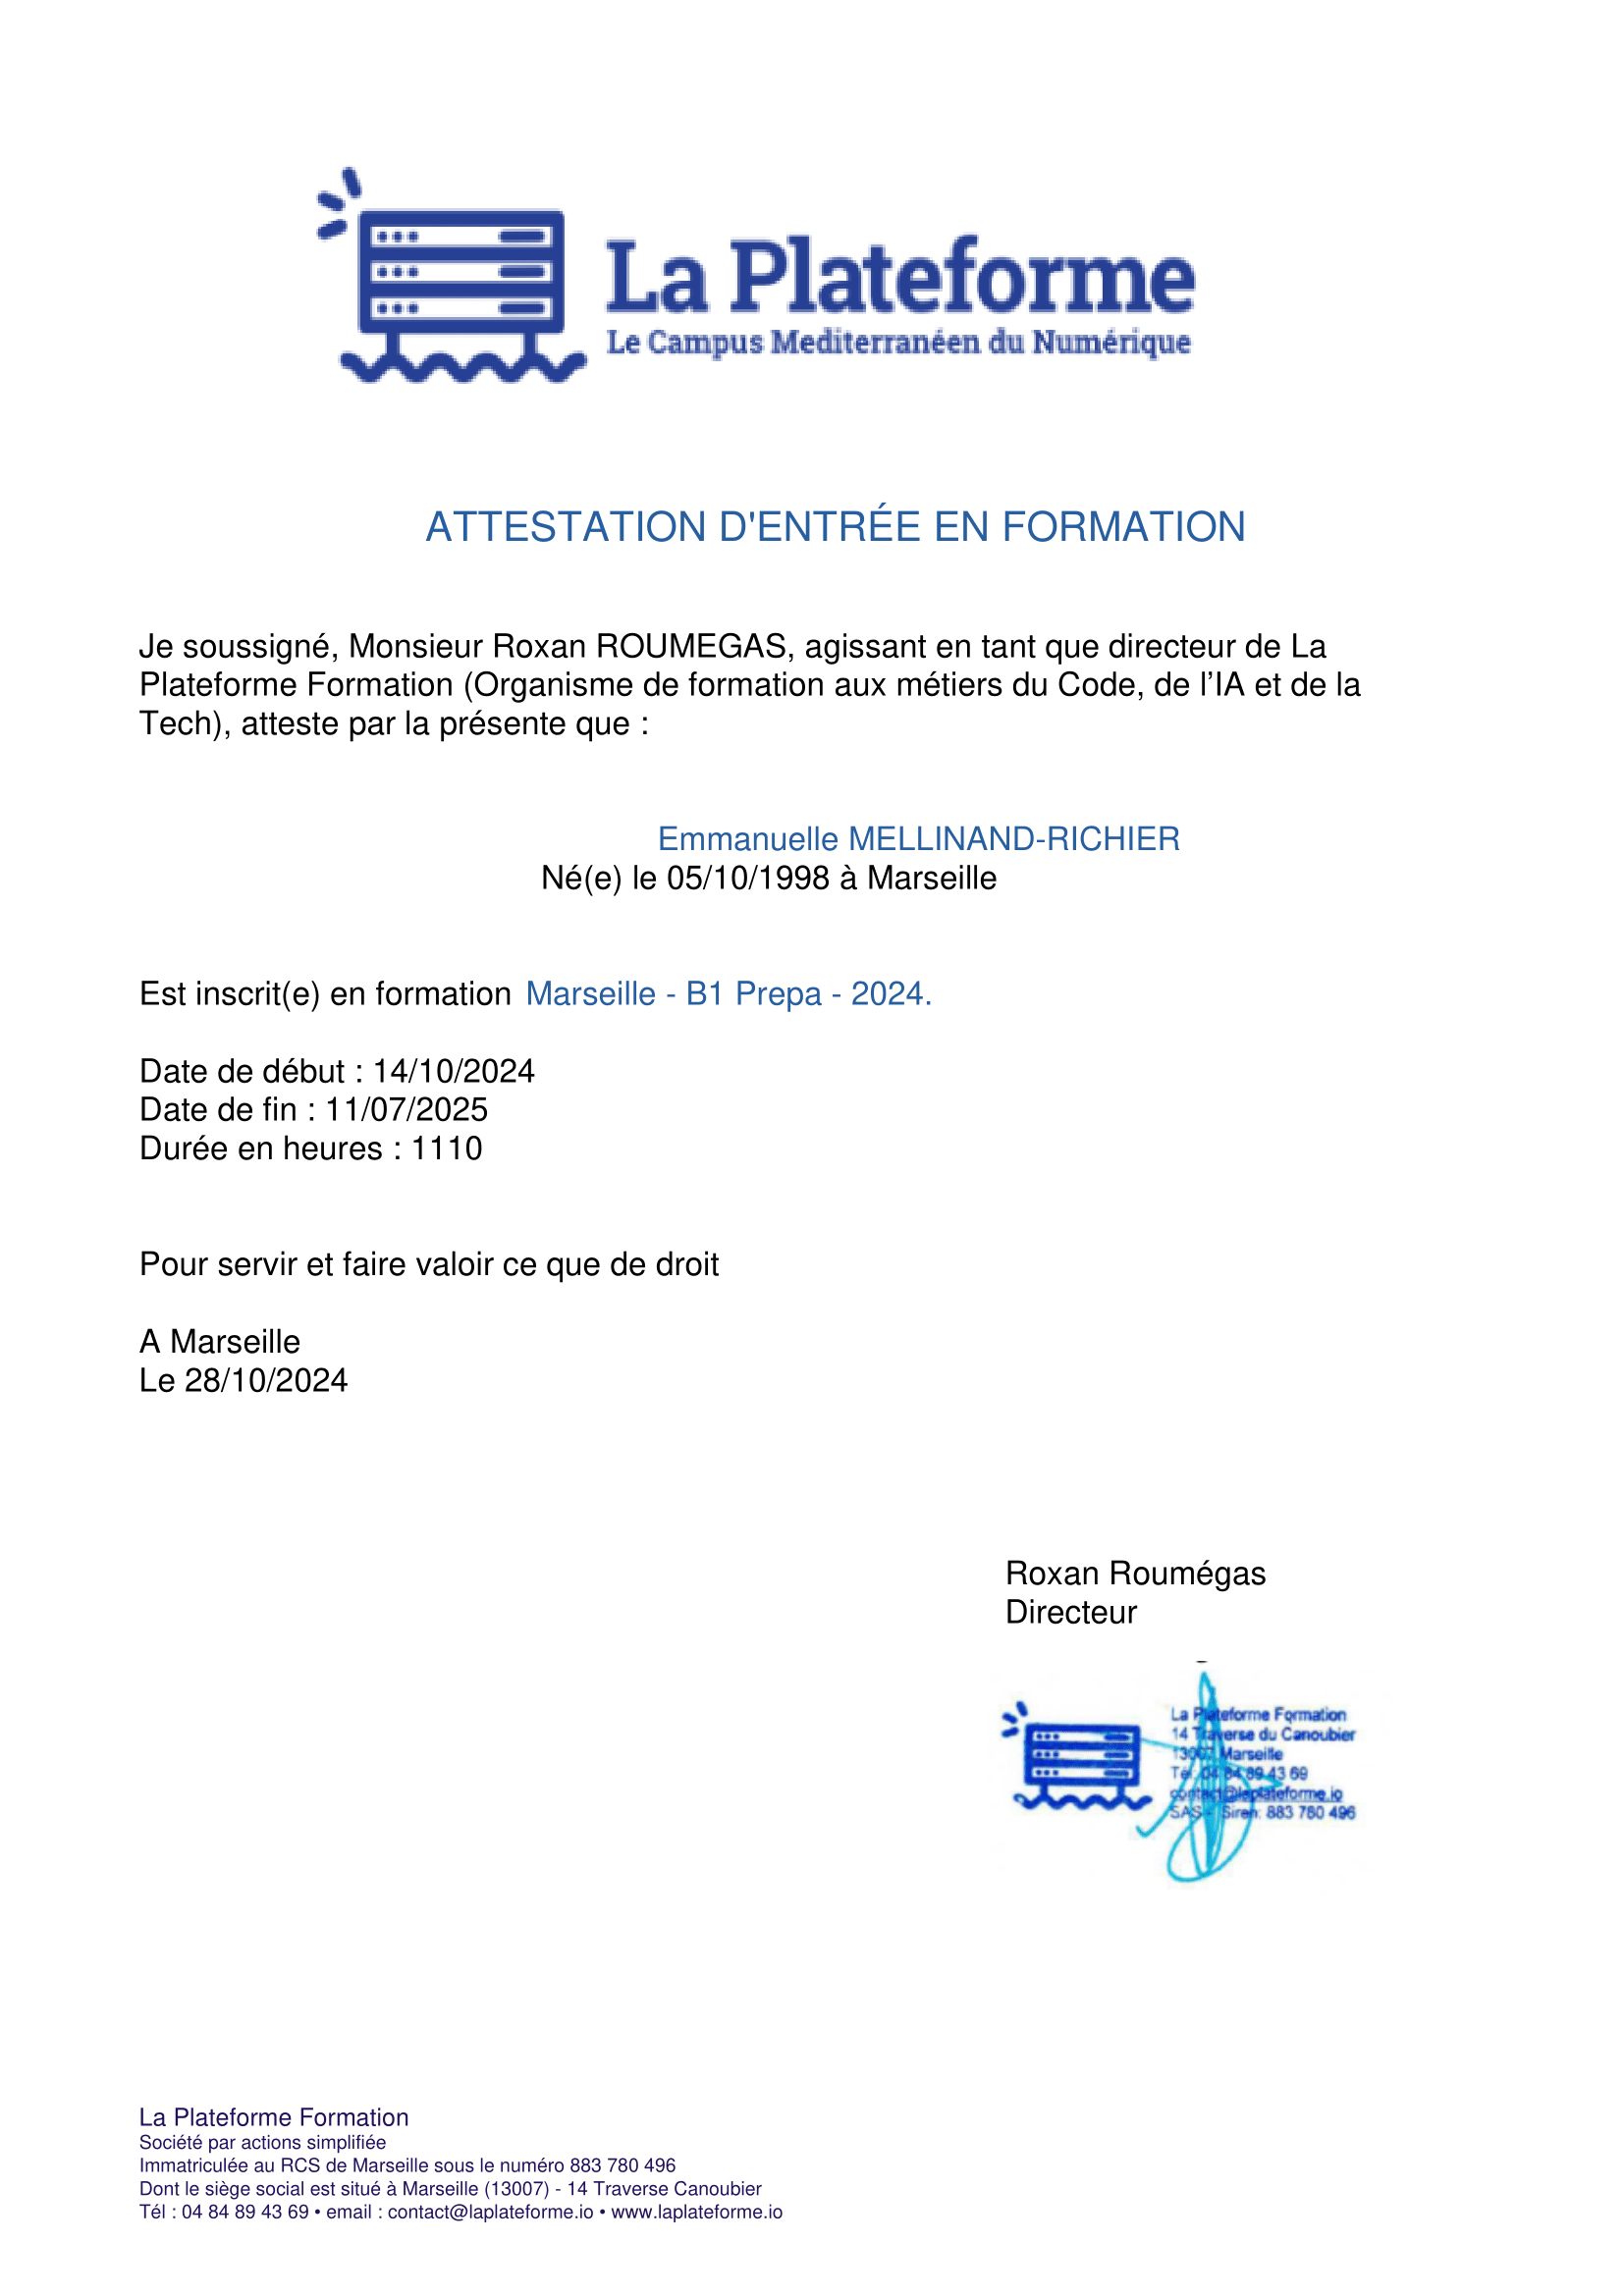 La Plateforme
Le Campus Mediterranéen du Numérique
ATTESTATION D'ENTRÉE EN FORMATION
Je soussigné, Monsieur Roxan ROUMEGAS, agissant en tant que directeur de La
Plateforme Formation (Organisme de formation aux métiers du Code, de l’IA et de la
Tech), atteste par la présente que :
Emmanuelle MELLINAND-RICHIER
Né(e) le 05/10/1998 à Marseille
Est inscrit(e) en formation Marseille - B1 Prepa - 2024.
Date de début : 14/10/2024
Date de fin : 11/07/2025
Durée en heures : 1110
Pour servir et faire valoir ce que de droit
A Marseille
Le 28/10/2024
Roxan Roumégas
Directeur
La Plateforme Formation
14 Traverse du Canoubier
13007 Marseille
Tél: 04 84 89 43 69
contact@laplateforme.io
SAS - Siren: 883 780 496
La Plateforme Formation
Société par actions simplifiée
Immatriculée au RCS de Marseille sous le numéro 883 780 496
Dont le siège social est situé à Marseille (13007) - 14 Traverse Canoubier
Tél : 04 84 89 43 69 • email : contact@laplateforme.io • www.laplateforme.io